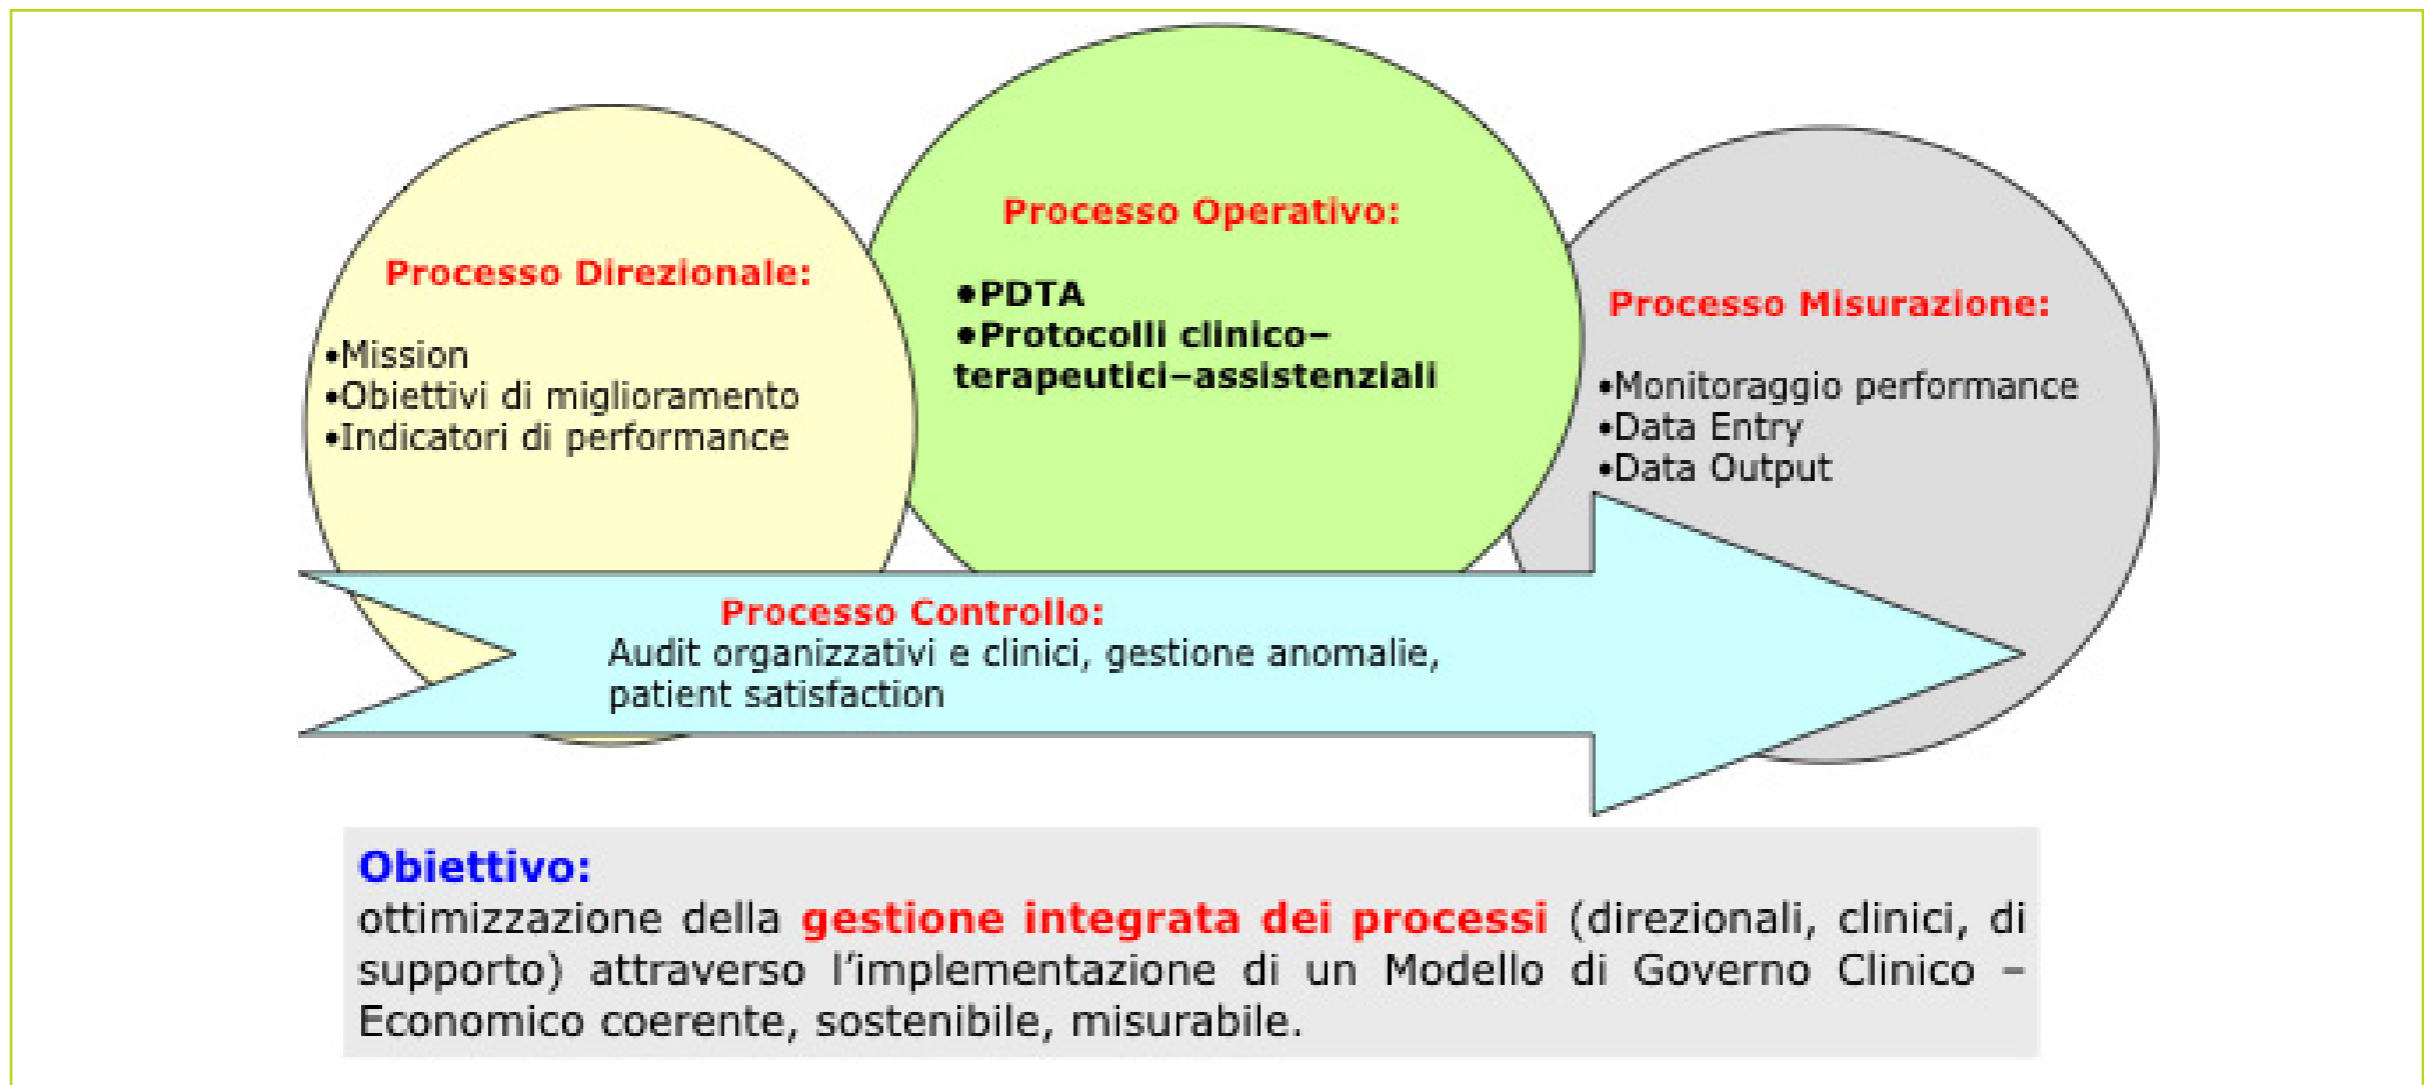 Processo Direzionale:
•Mission
•Obiettivi di miglioramento
•Indicatori di performance
Processo Operativo:
•PDTA
•Protocolli clinico–
terapeutici–assistenziali
Processo Misurazione:
•Monitoraggio performance
•Data Entry
•Data Output
Processo Controllo:
Audit organizzativi e clinici, gestione anomalie,
patient satisfaction
Obiettivo:
ottimizzazione della gestione integrata dei processi (direzionali, clinici, di
supporto) attraverso l’implementazione di un Modello di Governo Clinico –
Economico coerente, sostenibile, misurabile.